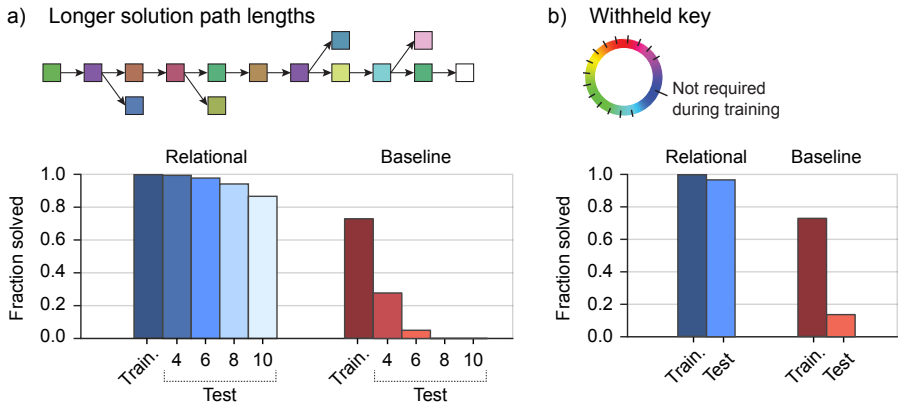 a) Longer solution path lengths
Relational
Baseline
Fraction solved
1.0
0.8
0.6
0.4
0.2
0.0
Train. 4 6 8 10
Test
Train. 4 6 8 10
Test
b) Withheld key
Not required
during training
Relational
Baseline
Fraction solved
1.0
0.8
0.6
0.4
0.2
0.0
Train. Test
Train. Test